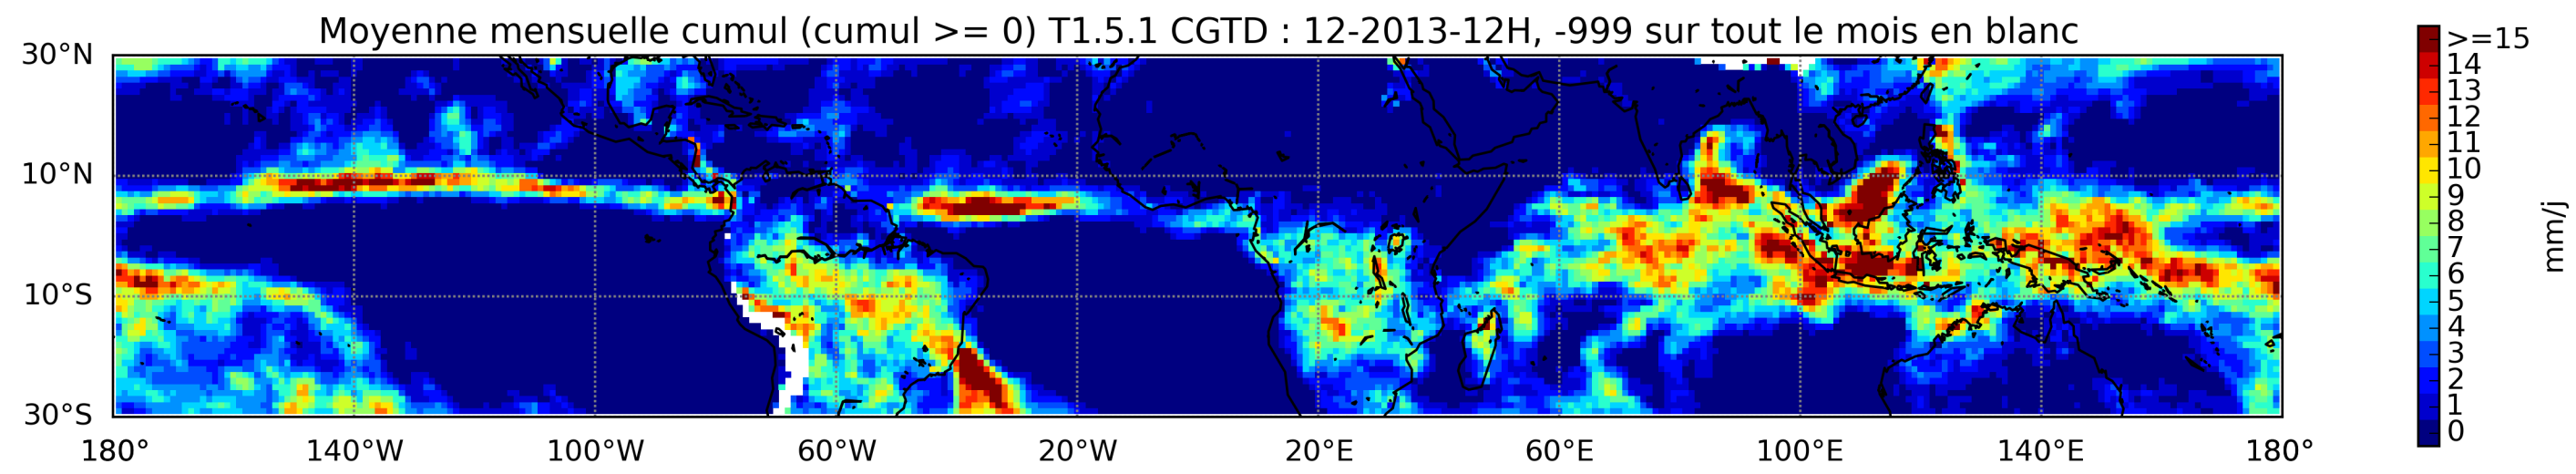 Moyenne mensuelle cumul (cumul >= 0) T1.5.1 CGTD : 12-2013-12H, -999 sur tout le mois en blanc
30°N
10°N
10°S
30°S
180° 140°W 100°W 60°W 20°W 20°E 60°E 100°E 140°E 180°
>=15
14
13
12
11
10
9
8
7
6
5
4
3
2
1
0
mm/j